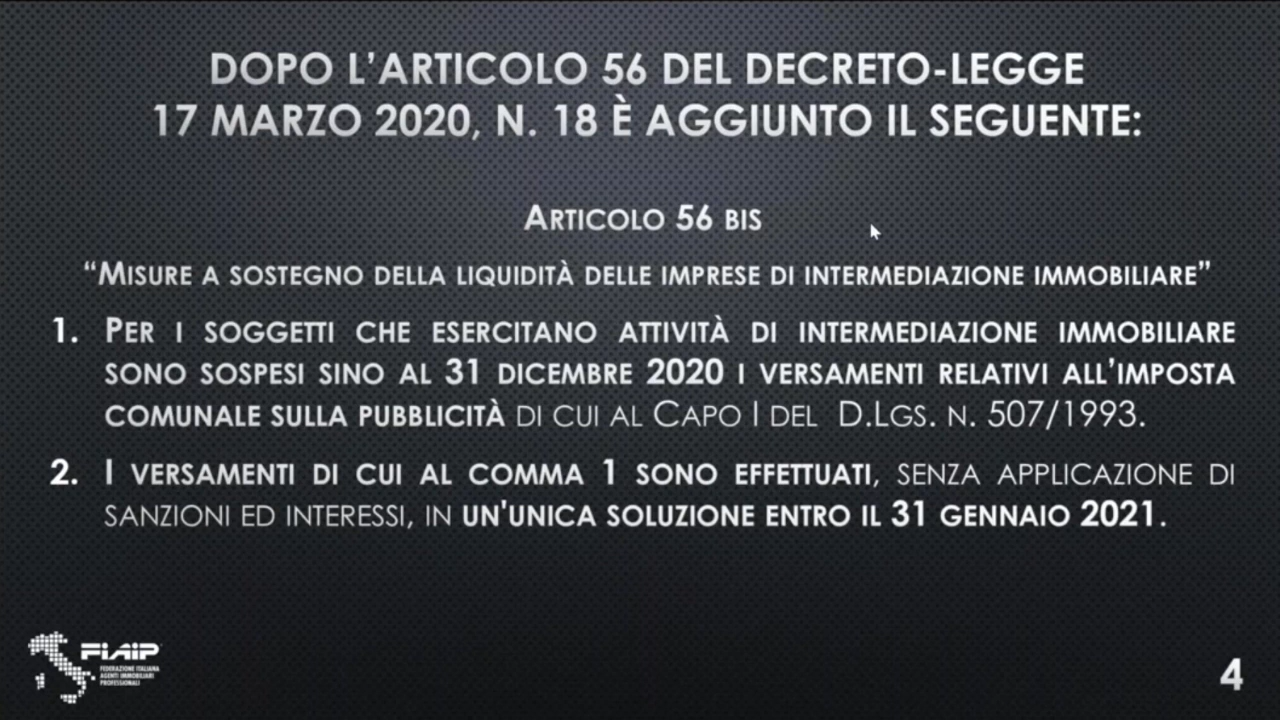 DOPO L'ARTICOLO 56 DEL DECRETO-LEGGE
17 MARZO 2020, N. 18 È AGGIUNTO IL SEGUENTE:
ARTICOLO 56 BIS
“MISURE A SOSTEGNO DELLA LIQUIDITÀ DELLE IMPRESE DI INTERMEDIAZIONE IMMOBILIARE”
1. PER I SOGGETTI CHE ESERCITANO ATTIVITÀ DI INTERMEDIAZIONE IMMOBILIARE
SONO SOSPESI SINO AL 31 DICEMBRE 2020 I VERSAMENTI RELATIVI ALL'IMPOSTA
COMUNALE SULLA PUBBLICITÀ DI CUI AL CAPO I DEL D.LGS. N. 507/1993.
2. I VERSAMENTI DI CUI AL COMMA 1 SONO EFFETTUATI, SENZA APPLICAZIONE DI
SANZIONI ED INTERESSI, IN UN'UNICA SOLUZIONE ENTRO IL 31 GENNAIO 2021.
FIAIP
FEDERAZIONE ITALIANA
AGENTI IMMOBILIARI
PROFESSIONALI
4